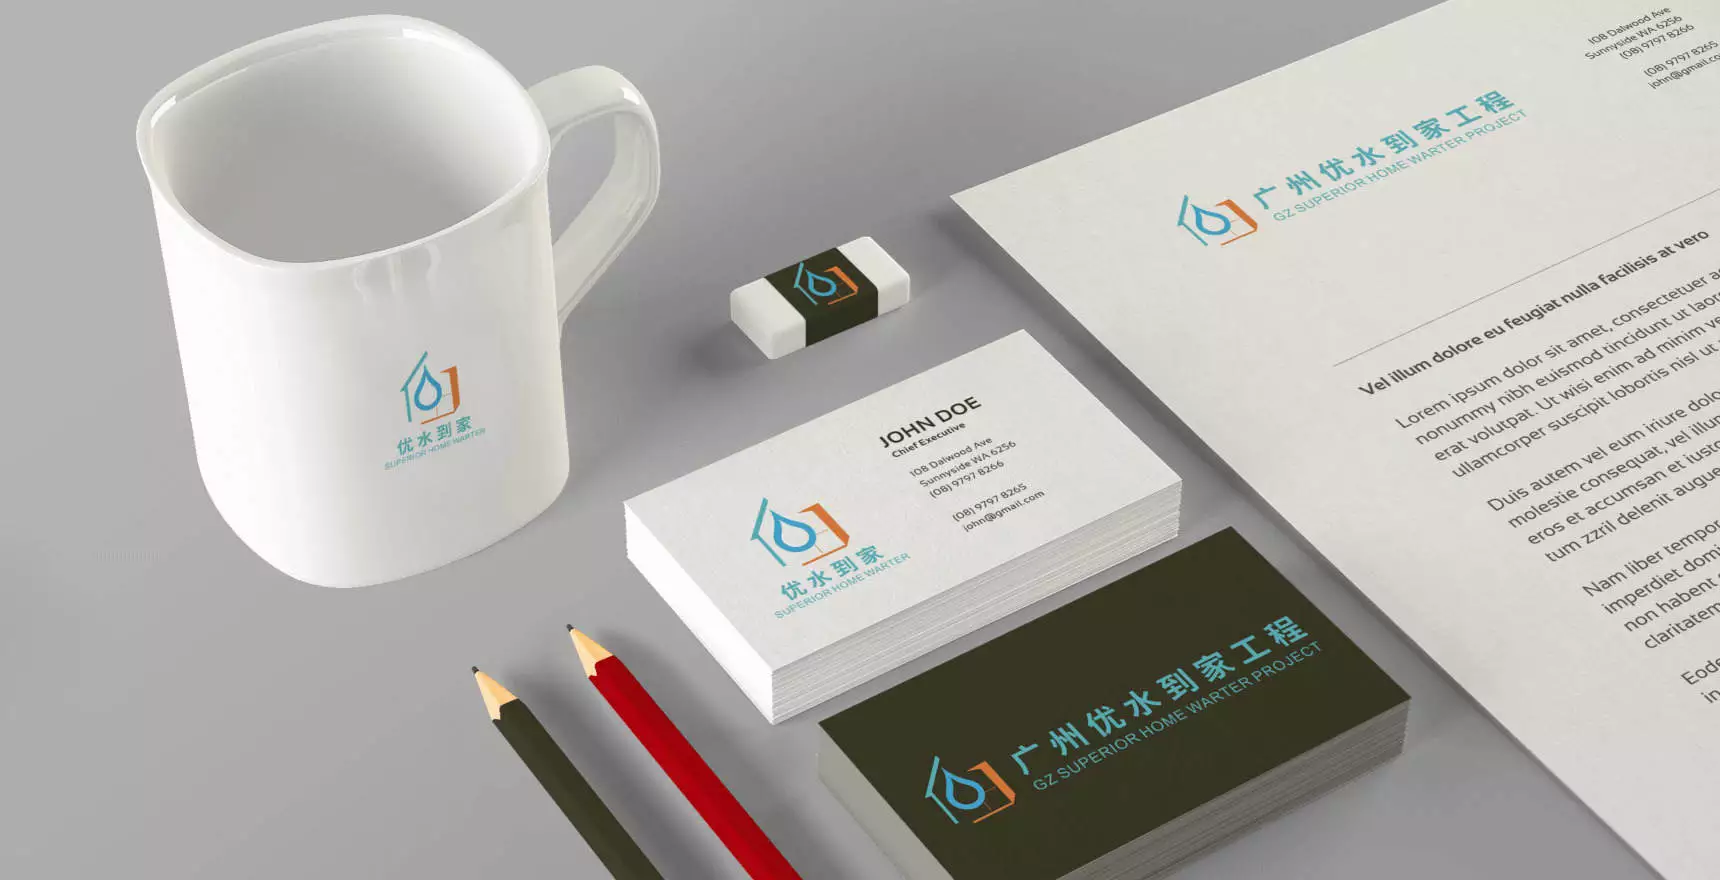 优水到家
SUPERIOR HOME WARTER
JOHN DOE
Chief Executive
108 Dalwood Ave
Sunnyside WA 6256
(08) 9797 8266
(08) 9797 8265
john@gmail.com
优水到家
SUPERIOR HOME WARTER
广州优水到家工程
GZ SUPERIOR HOME WARTER PROJECT
108 Dalwood Ave
Sunnyside WA 6256
(08) 9797 8266
(08) 9797 8265
john@gmail.co
广州优水到家工程
GZ SUPERIOR HOME WARTER PROJECT
Vel illum dolore eu feugiat nulla facilisis at vero
Lorem ipsum dolor sit amet, consectetuer
nonummy nibh euismod tincidunt ut
erat volutpat. Ut wisi enim ad minim
ullamcorper suscipit lobortis nisl ut
Duis autem vel eum iriure
molestie consequat, vel
eros et accumsan et
tum zzril delenit
Nam liber
imperdiet
non habent